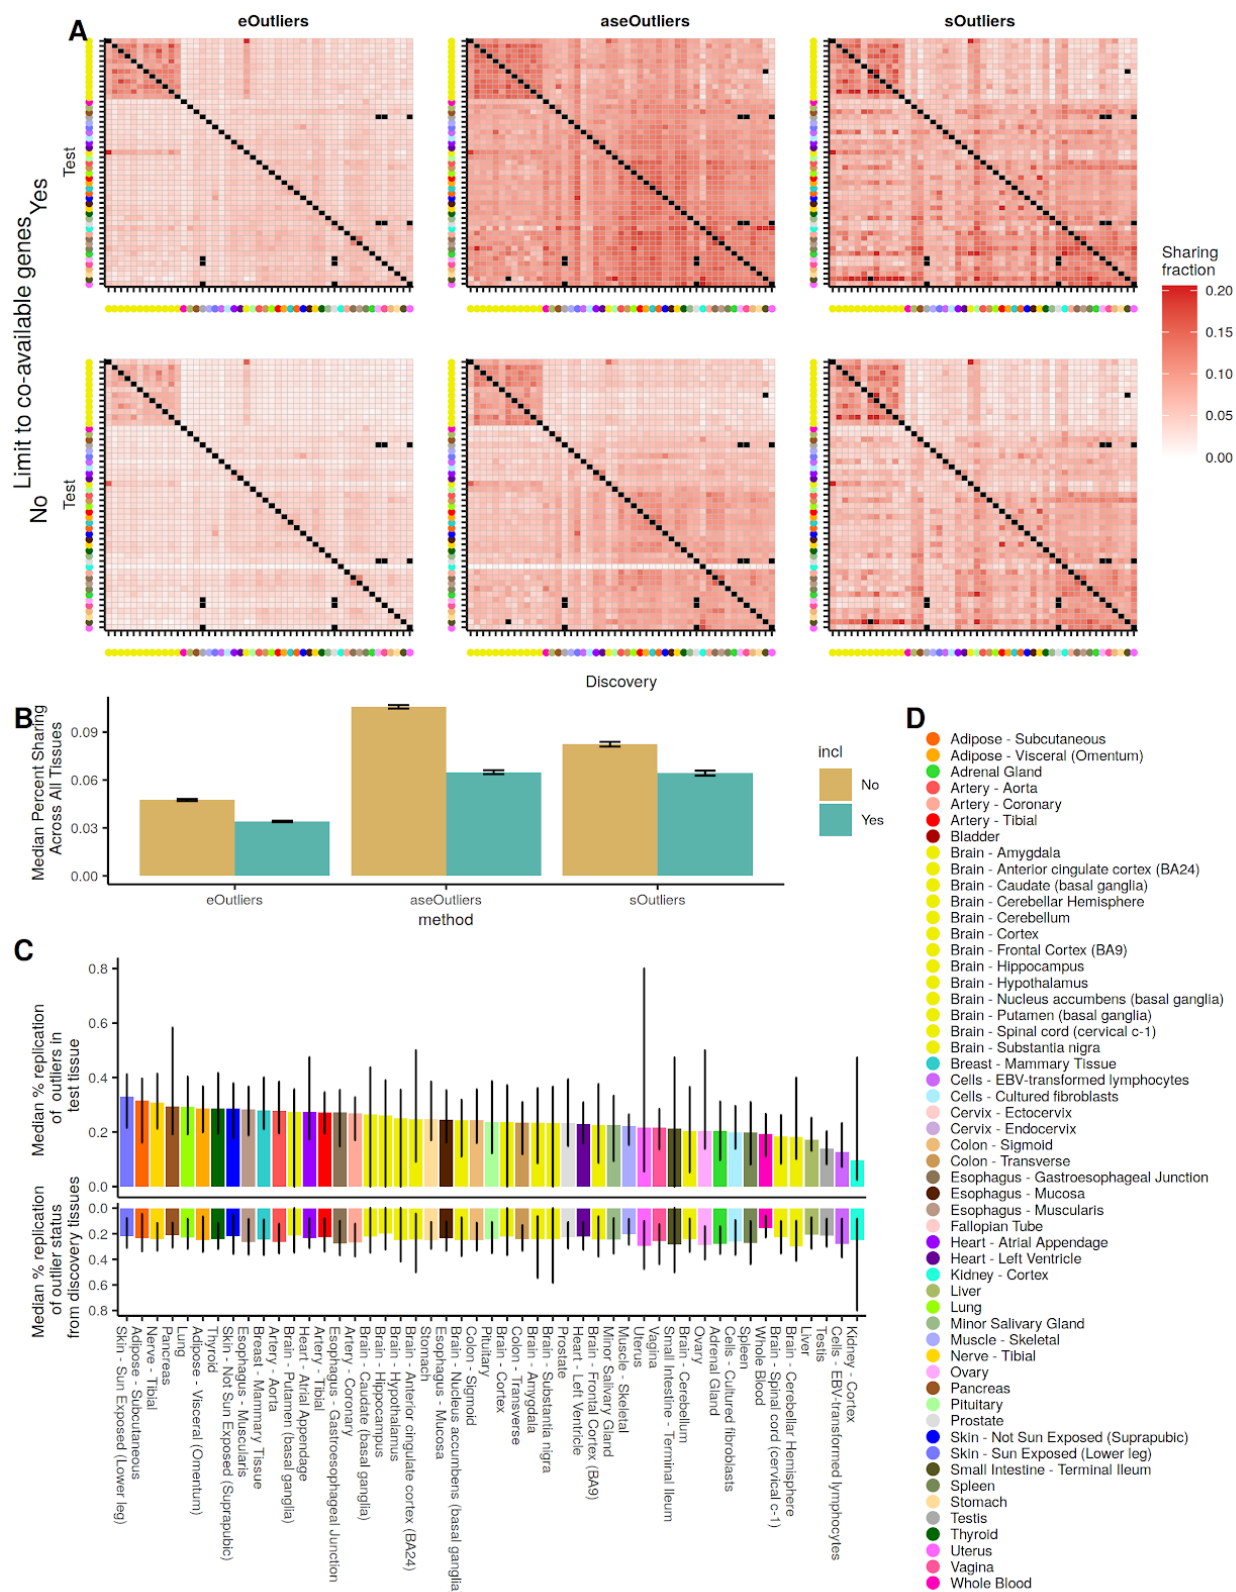 A
eOutliers
aseOutliers
sOutliers
Limit to co-available genes
Yes
Test
No
Test
Discovery
Sharing
fraction
0.20
0.15
0.10
0.05
0.00
B
Median Percent Sharing
Across All Tissues
0.09
0.06
0.03
0.00
eOutliers
aseOutliers
sOutliers
method
incl
No
Yes
C
Median % replication
of outliers in
test tissue
0.8
0.6
0.4
0.2
0.0
Median % replication
of outlier status
from discovery tissues
0.0
0.2
0.4
0.6
0.8
Skin - Sun Exposed (Lower leg)
Adipose - Subcutaneous
Nerve - Tibial
Pancreas
Lung
Adipose - Visceral (Omentum)
Thyroid
Skin - Not Sun Exposed (Suprapubic)
Esophagus - Muscularis
Breast - Mammary Tissue
Artery - Aorta
Brain - Putamen (basal ganglia)
Heart - Atrial Appendage
Artery - Tibial
Esophagus - Gastroesophageal Junction
Artery - Coronary
Brain - Caudate (basal ganglia)
Brain - Hippocampus
Brain - Hypothalamus
Brain - Anterior cingulate cortex (BA24)
Stomach
Esophagus - Mucosa
Brain - Nucleus accumbens (basal ganglia
Colon - Sigmoid
Pituitary
Brain - Cortex
Colon - Transverse
Brain - Amygdala
Brain - Substantia nigra
Prostate
Heart - Left Ventricle
Brain - Frontal Cortex (BA9)
Minor Salivary Gland
Muscle - Skeletal
Uterus
Vagina
Small Intestine - Terminal Ileum
Brain - Cerebellum
Ovary
Adrenal Gland
Cells - Cultured fibroblasts
Spleen
Whole Blood
Brain - Spinal cord (cervical c-1)
Brain - Cerebellar Hemisphere
Liver
Testis
Cells - EBV-transformed lymphocytes
Kidney - Cortex
D
Adipose - Subcutaneous
Adipose - Visceral (Omentum)
Adrenal Gland
Artery - Aorta
Artery - Coronary
Artery - Tibial
Bladder
Brain - Amygdala
Brain - Anterior cingulate cortex (BA24)
Brain - Caudate (basal ganglia)
Brain - Cerebellar Hemisphere
Brain - Cerebellum
Brain - Cortex
Brain - Frontal Cortex (BA9)
Brain - Hippocampus
Brain - Hypothalamus
Brain - Nucleus accumbens (basal ganglia)
Brain - Putamen (basal ganglia)
Brain - Spinal cord (cervical c-1)
Brain - Substantia nigra
Breast - Mammary Tissue
Cells - EBV-transformed lymphocytes
Cells - Cultured fibroblasts
Cervix - Ectocervix
Cervix - Endocervix
Colon - Sigmoid
Colon - Transverse
Esophagus - Gastroesophageal Junction
Esophagus - Mucosa
Esophagus - Muscularis
Fallopian Tube
Heart - Atrial Appendage
Heart - Left Ventricle
Kidney - Cortex
Liver
Lung
Minor Salivary Gland
Muscle - Skeletal
Nerve - Tibial
Ovary
Pancreas
Pituitary
Prostate
Skin - Not Sun Exposed (Suprapubic)
Skin - Sun Exposed (Lower leg)
Small Intestine - Terminal Ileum
Spleen
Stomach
Testis
Thyroid
Uterus
Vagina
Whole Blood